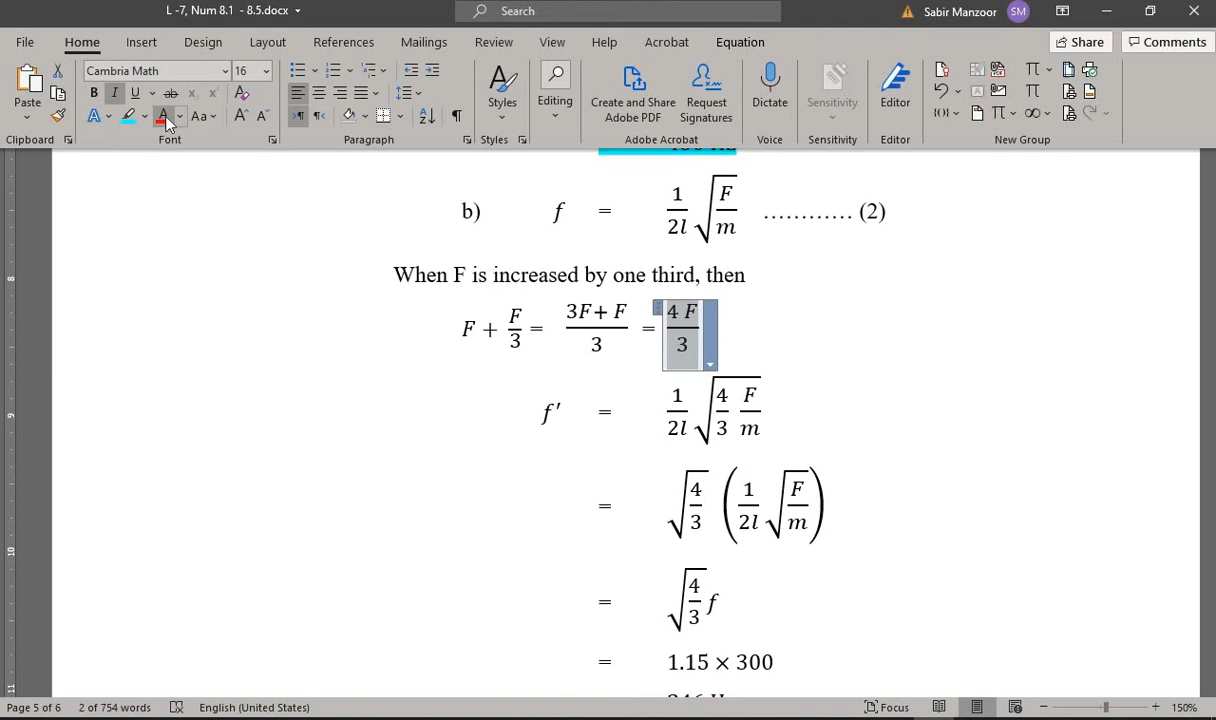 L -7, Num 8.1 - 8.5.docx
Search
Sabir Manzoor SM
File Home Insert Draw Design Layout References Mailings Review View Help Acrobat Equation Share Comments
Cambria Math 16
Paste
Styles
Editing
Create and Share Adobe PDF
Request Signatures
Dictate
Sensitivity
Editor
Clipboard Font Paragraph Styles Adobe Acrobat Voice Sensitivity Editor New Group
b) f = 1/2l √(F/m) ………… (2)
When F is increased by one third, then
F + F/3 = (3F + F)/3 = 4 F/3
f′ = 1/2l √(4/3 F/m)
= √(4/3) (1/2l √(F/m))
= √(4/3) f
= 1.15 × 300
Page 5 of 6 2 of 754 words English (United States) Focus 150%